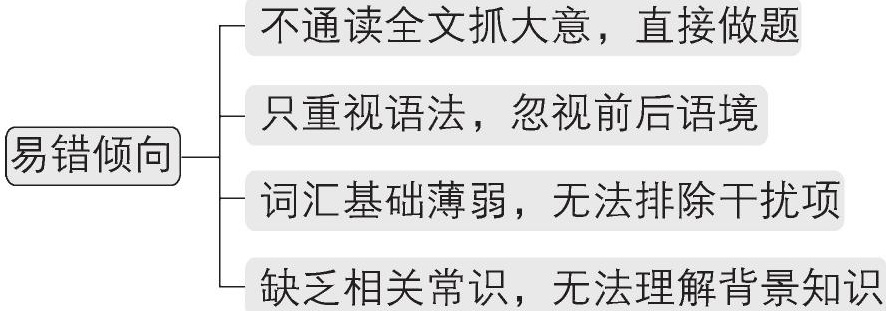 不通读全文抓大意，直接做题
只重视语法，忽视前后语境
易错倾向
词汇基础薄弱，无法排除干扰项
缺乏相关常识，无法理解背景知识